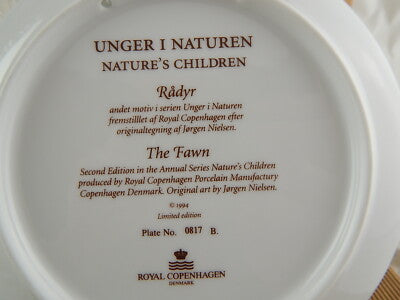 UNGER I NATUREN
NATURE'S CHILDREN
Rådyr
andet motiv i serien Unger i Naturen
fremstilllet af Royal Copenhagen efter
originaltegning af Jørgen Nielsen.
The Fawn
Second Edition in the Annual Series Nature's Children
produced by Royal Copenhagen Porcelain Manufactury
Copenhagen Denmark. Original art by Jørgen Nielsen.
© 1994
Limited edition
Plate No. 0817 B.
ROYAL COPENHAGEN
DENMARK